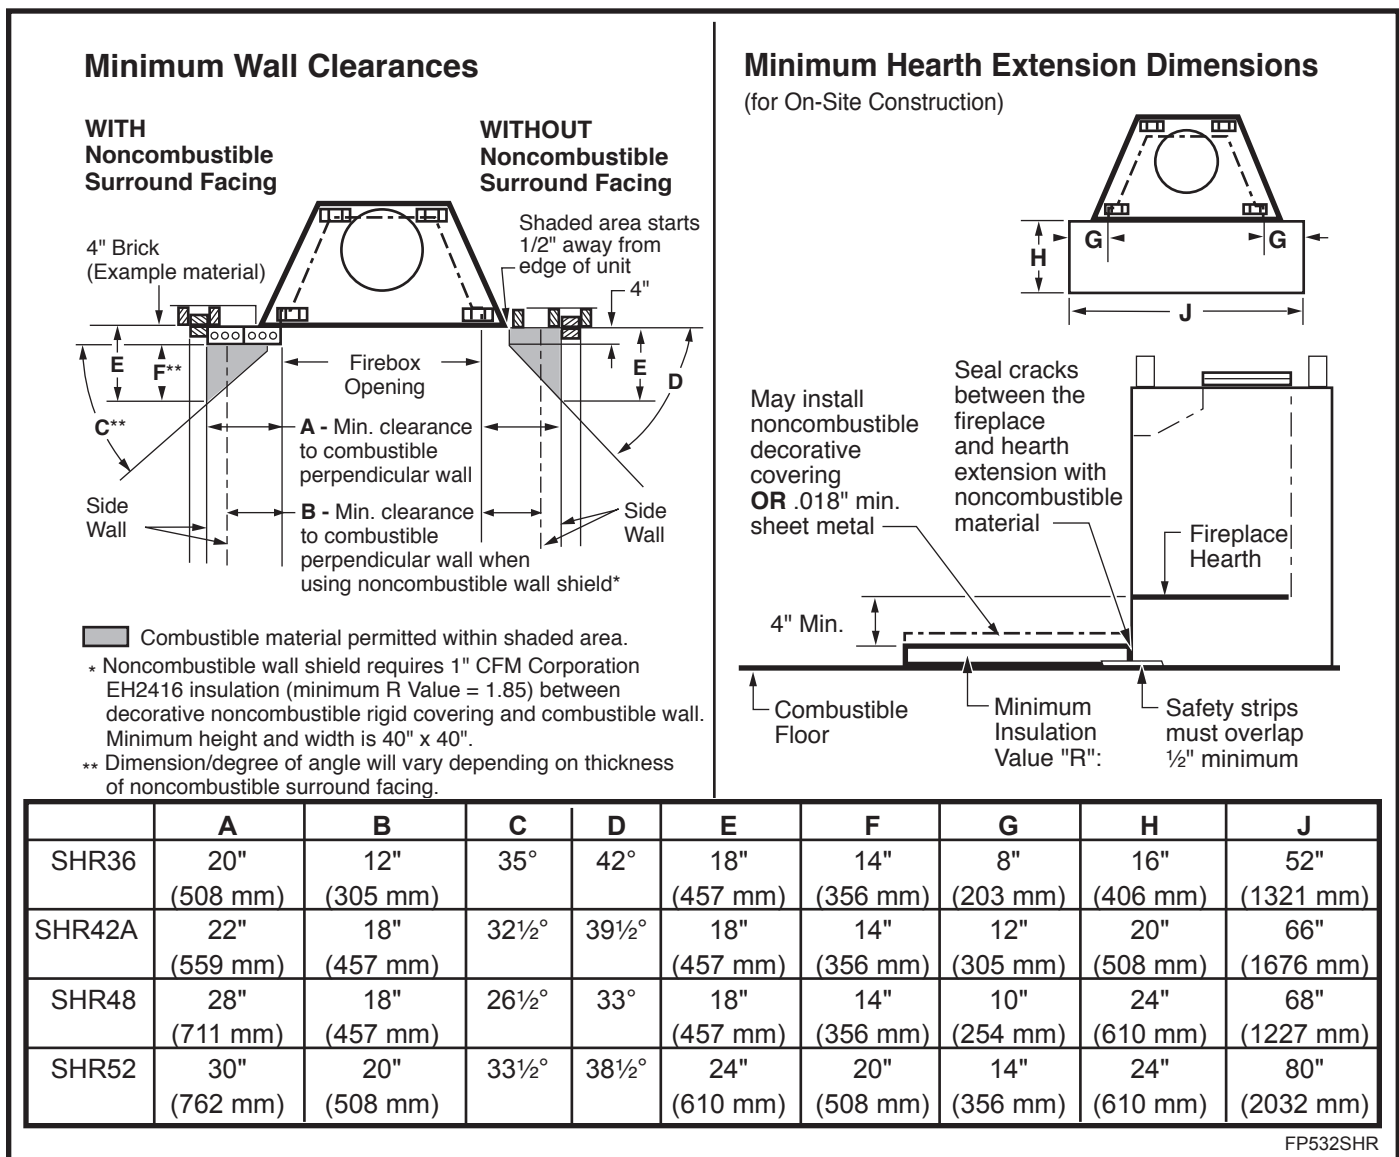 Minimum Wall Clearances
WITH
Noncombustible
Surround Facing
WITHOUT
Noncombustible
Surround Facing
4" Brick
(Example material)
Shaded area starts
1/2" away from
edge of unit
4"
E
F**
C**
Firebox
Opening
E
D
A - Min. clearance
to combustible
perpendicular wall
Side
Wall
B - Min. clearance
to combustible
perpendicular wall when
using noncombustible wall shield*
Side
Wall
Combustible material permitted within shaded area.
* Noncombustible wall shield requires 1" CFM Corporation
EH2416 insulation (minimum R Value = 1.85) between
decorative noncombustible rigid covering and combustible wall.
Minimum height and width is 40" x 40".
** Dimension/degree of angle will vary depending on thickness
of noncombustible surround facing.
Minimum Hearth Extension Dimensions
(for On-Site Construction)
G
G
H
J
May install
noncombustible
decorative
covering
OR .018" min.
sheet metal
Seal cracks
between the
fireplace
and hearth
extension with
noncombustible
material
Fireplace
Hearth
4" Min.
Combustible
Floor
Minimum
Insulation
Value "R":
Safety strips
must overlap
½" minimum
A B C D E F G H J
SHR36 20" 12" 35° 42° 18" 14" 8" 16" 52"
(508 mm) (305 mm) (457 mm) (356 mm) (203 mm) (406 mm) (1321 mm)
SHR42A 22" 18" 32½° 39½° 18" 14" 12" 20" 66"
(559 mm) (457 mm) (457 mm) (356 mm) (305 mm) (508 mm) (1676 mm)
SHR48 28" 18" 26½° 33° 18" 14" 10" 24" 68"
(711 mm) (457 mm) (457 mm) (356 mm) (254 mm) (610 mm) (1227 mm)
SHR52 30" 20" 33½° 38½° 24" 20" 14" 24" 80"
(762 mm) (508 mm) (610 mm) (508 mm) (356 mm) (610 mm) (2032 mm)
FP532SHR